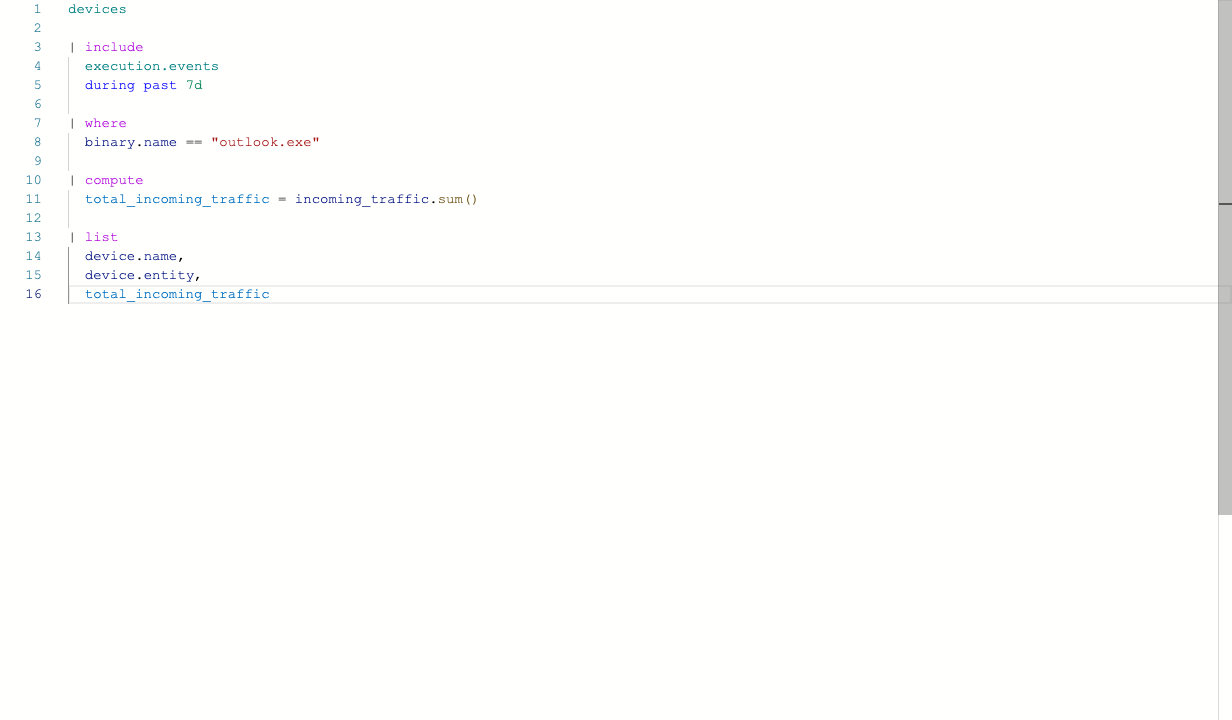 1 devices
2
3 | include
4 execution.events
5 during past 7d
6
7 | where
8 binary.name == "outlook.exe"
9
10 | compute
11 total_incoming_traffic = incoming_traffic.sum()
12
13 | list
14 device.name,
15 device.entity,
16 total_incoming_traffic